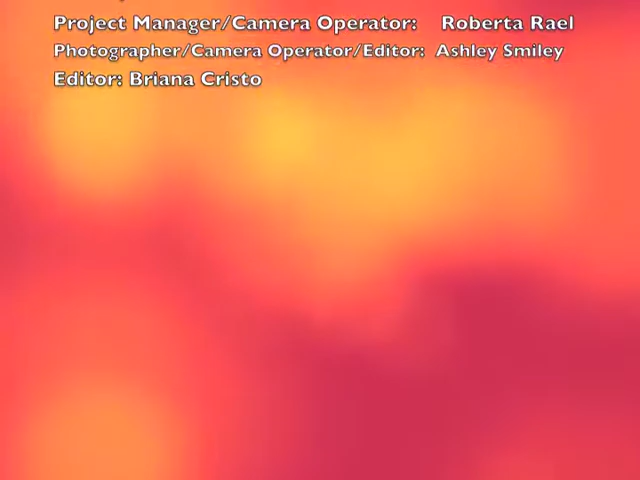 Project Manager/Camera Operator: Roberta Rael
Photographer/Camera Operator/Editor: Ashley Smiley
Editor: Briana Cristo